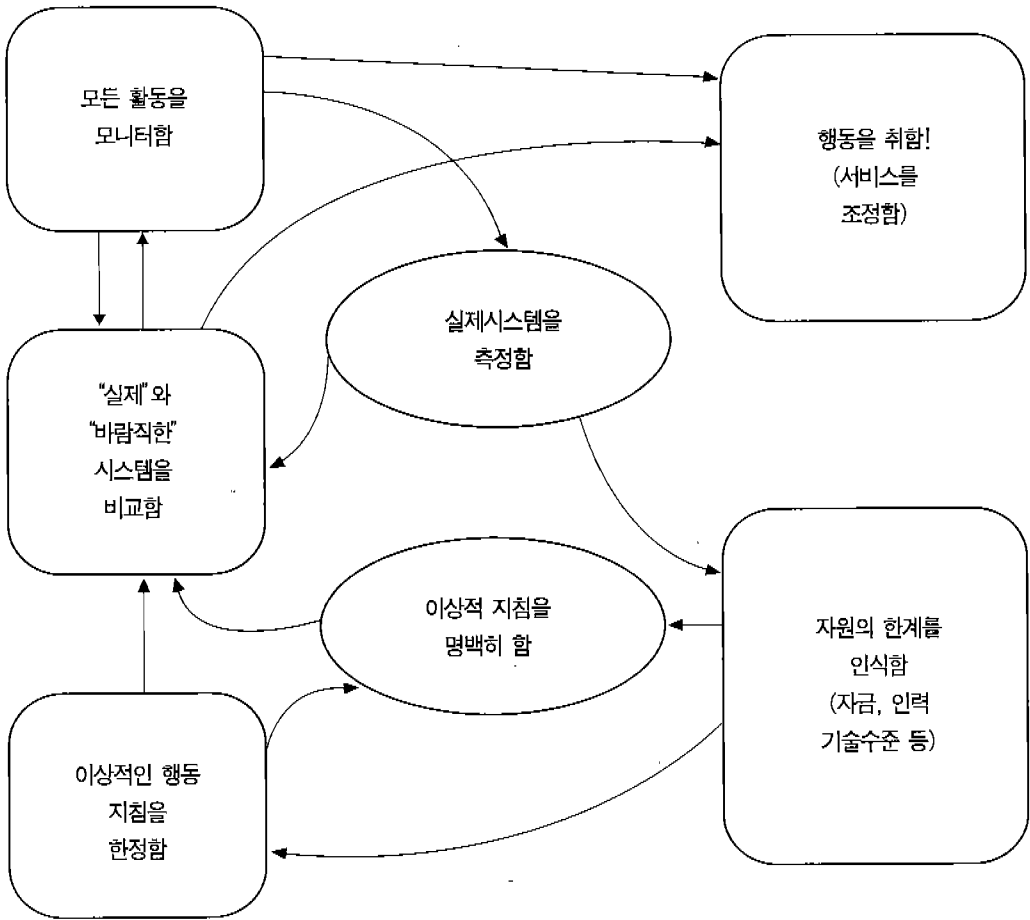 모든 활동을
모니터함
행동을 취함!
(서비스를
조정함)
실제시스템을
측정함
"실제"와
"바람직한"
시스템을
비교함
이상적 지침을
명백히 함
자원의 한계를
인식함
(자금, 인력
기술수준 등)
이상적인 행동
지침을
한정함